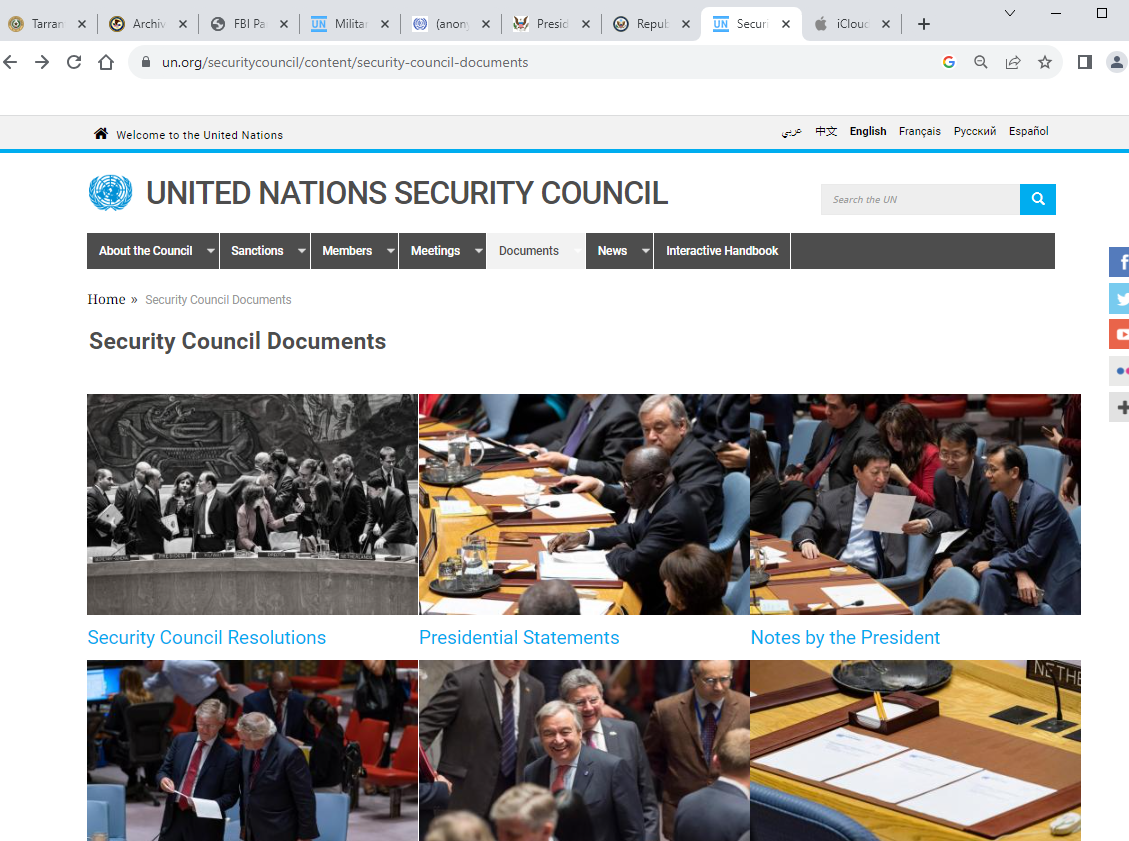 Tarran
Archiv
FBI Pa
UN
Militar
(anony
Presid
Repub
UN
Securi
iCloud
un.org/securitycouncil/content/security-council-documents
Welcome to the United Nations
عربي
中文
English
Français
Русский
Español
UNITED NATIONS SECURITY COUNCIL
Search the UN
About the Council
Sanctions
Members
Meetings
Documents
News
Interactive Handbook
Home » Security Council Documents
Security Council Documents
Security Council Resolutions
Presidential Statements
Notes by the President
NETHE